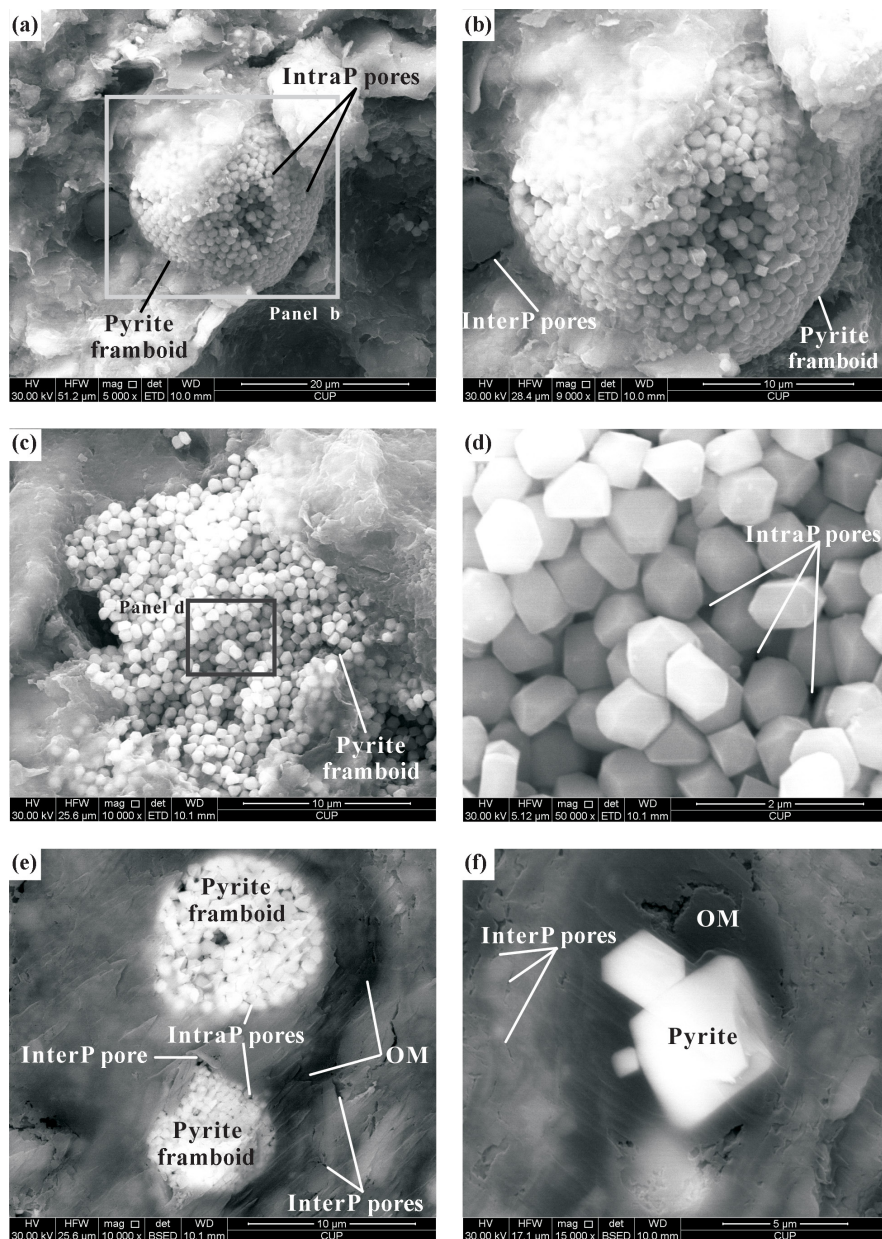 (a)
IntraP pores
Pyrite
framboid
Panel b
HV HFW mag □ det WD 20 µm
30.00 kV 51.2 µm 5 000 x ETD 10.0 mm CUP
(b)
InterP pores
Pyrite
framboid
HV HFW mag □ det WD 10 µm
30.00 kV 28.4 µm 9 000 x ETD 10.0 mm CUP
(c)
Panel d
Pyrite
framboid
HV HFW mag □ det WD 10 µm
30.00 kV 25.6 µm 10 000 x ETD 10.1 mm CUP
(d)
IntraP pores
HV HFW mag □ det WD 2 µm
30.00 kV 5.12 µm 50 000 x ETD 10.1 mm CUP
(e)
Pyrite
framboid
IntraP pores
InterP pore
OM
Pyrite
framboid
InterP pores
HV HFW mag □ det WD 10 µm
30.00 kV 25.6 µm 10 000 x BSED 10.1 mm CUP
(f)
OM
InterP pores
Pyrite
HV HFW mag □ det WD 5 µm
30.00 kV 17.1 µm 15 000 x BSED 10.0 mm CUP